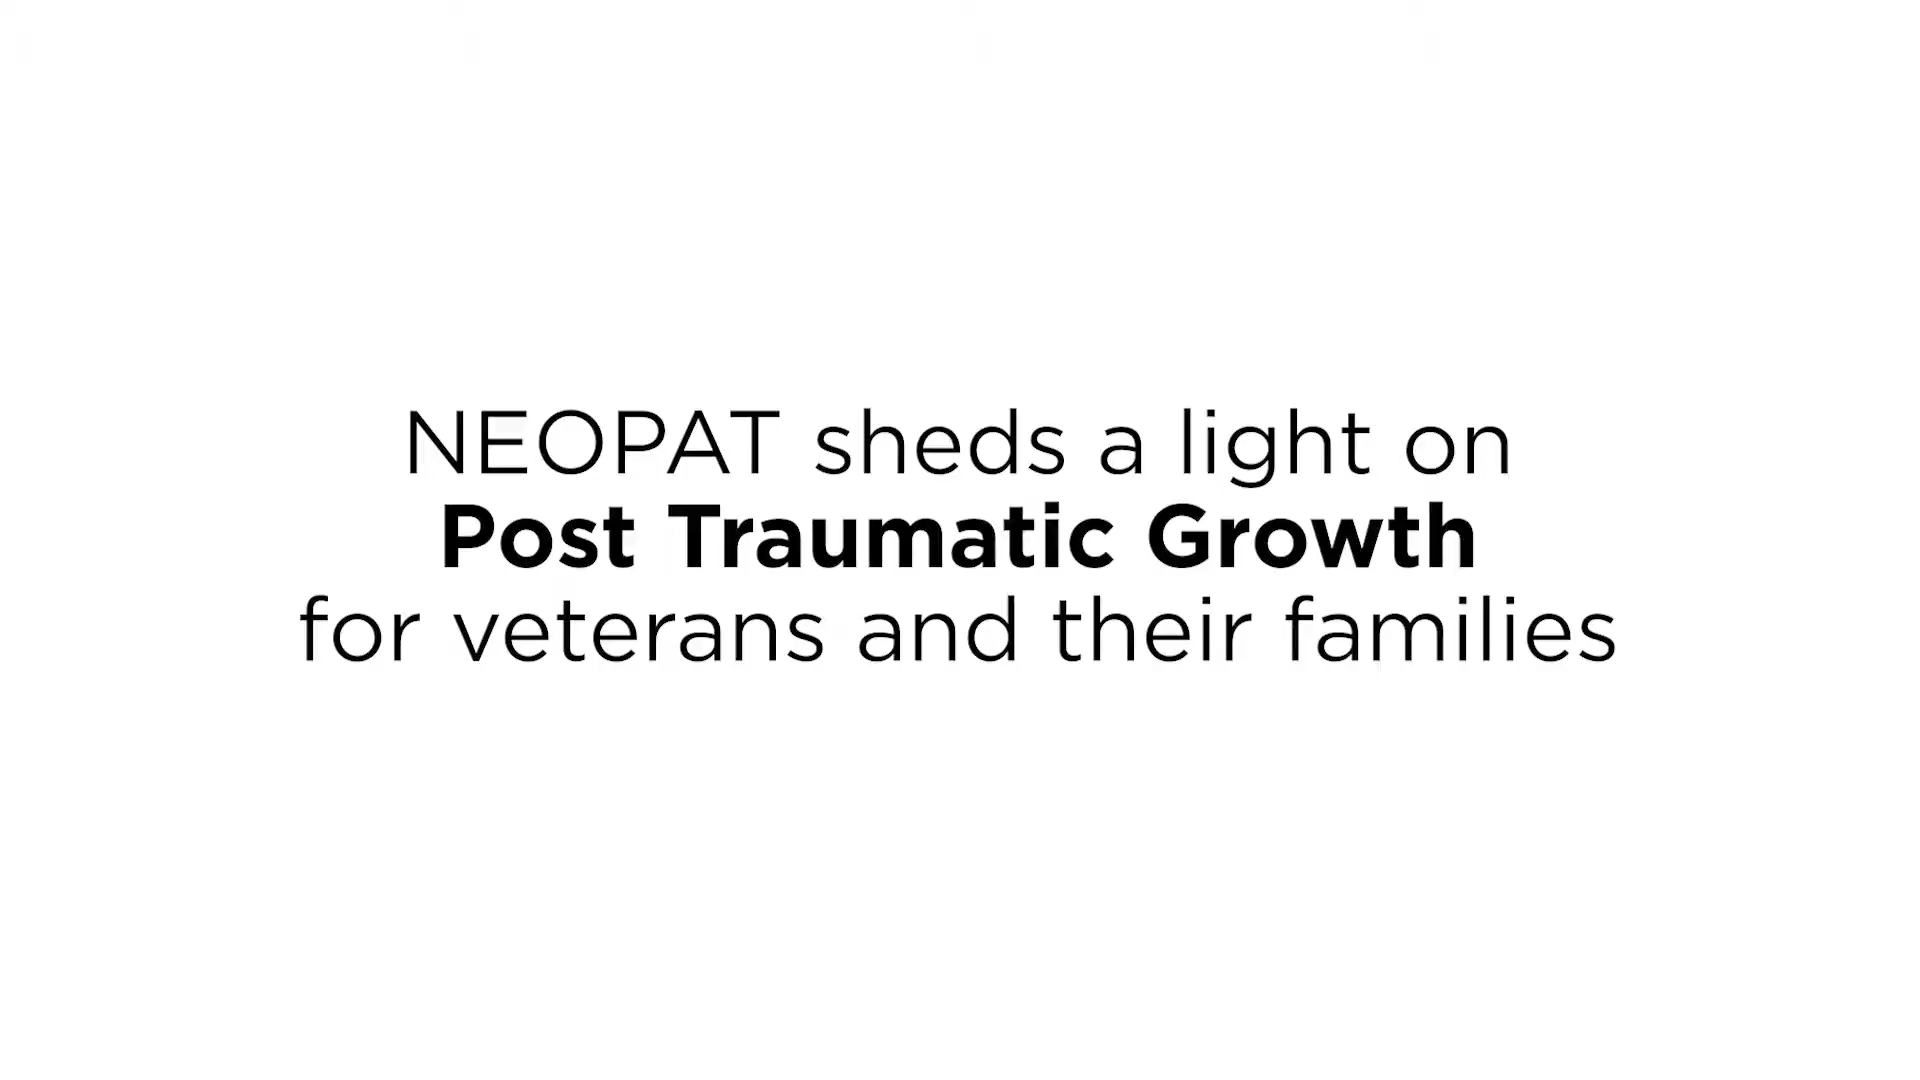 NEOPAT sheds a light on
Post Traumatic Growth
for veterans and their families